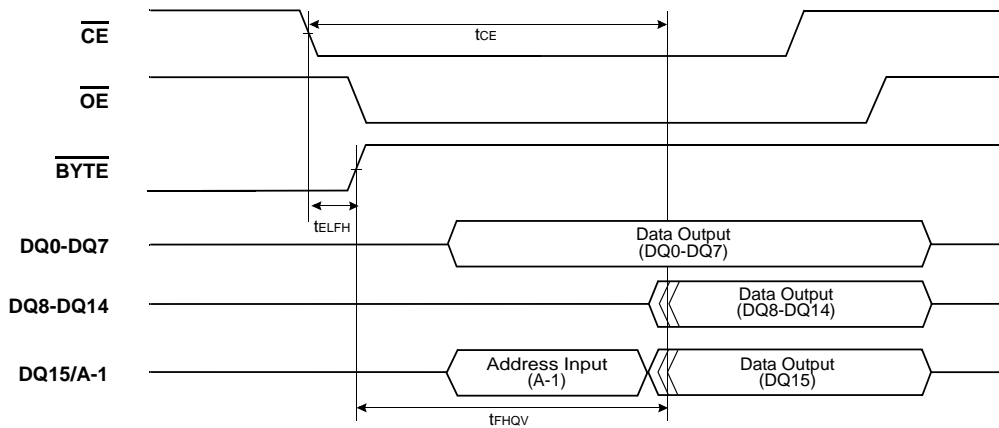 CE
tCE
OE
BYTE
tELFH
DQ0-DQ7
Data Output
(DQ0-DQ7)
DQ8-DQ14
Data Output
(DQ8-DQ14)
DQ15/A-1
Address Input
(A-1)
Data Output
(DQ15)
tFHQV